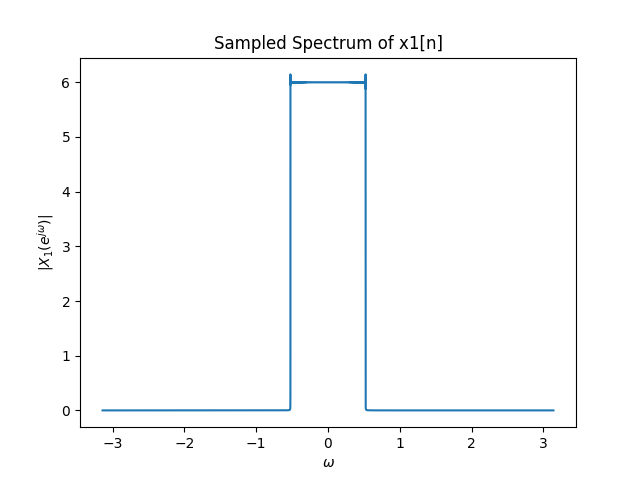 Sampled Spectrum of x1[n]
6
5
4
3
2
1
0
|X₁(e^{jω})|
−3 −2 −1 0 1 2 3
ω